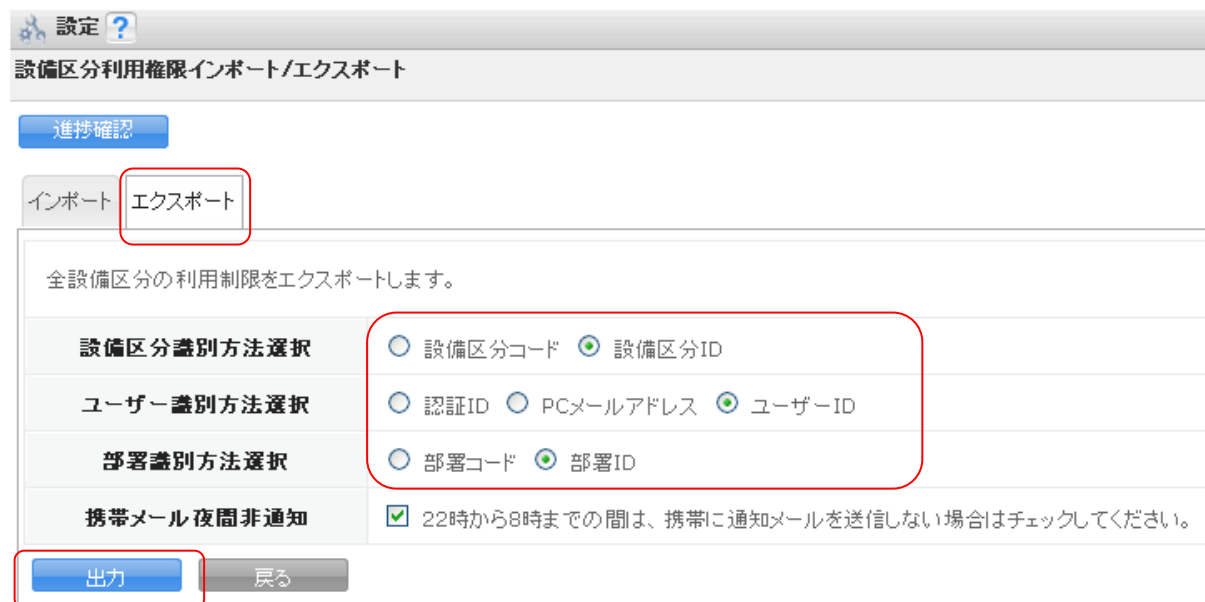 設定 ?
設備区分利用権限インポート/エクスポート
進捗確認
インポート エクスポート
全設備区分の利用制限をエクスポートします。
設備区分識別方法選択 設備区分コード 設備区分ID
ユーザー識別方法選択 認証ID PCメールアドレス ユーザーID
部署識別方法選択 部署コード 部署ID
携帯メール夜間非通知 22時から8時までの間は、携帯に通知メールを送信しない場合はチェックしてください。
出力 戻る